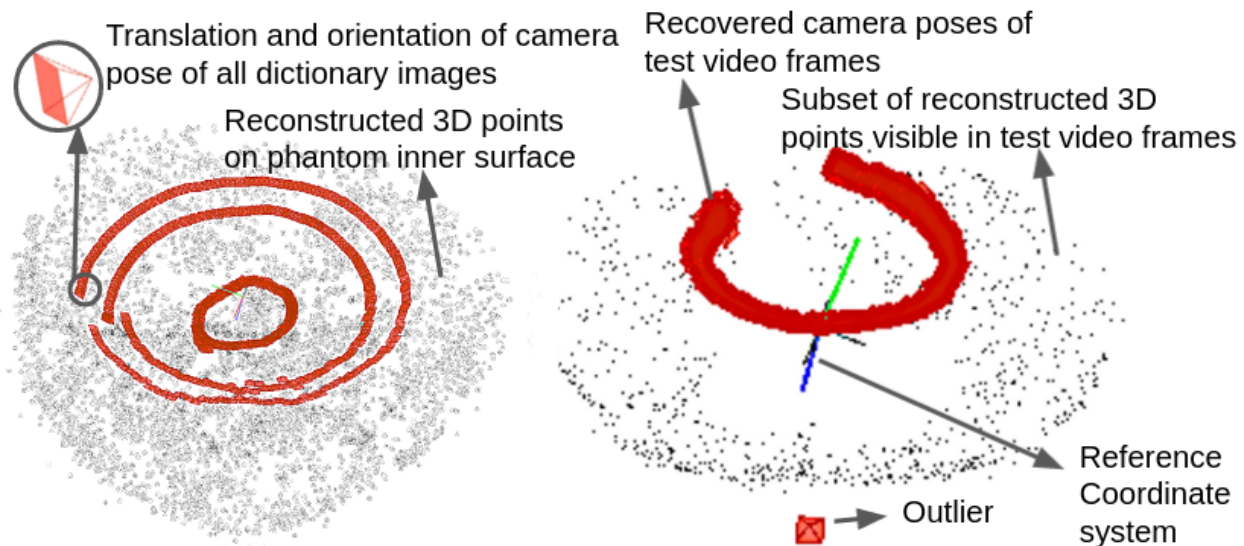 Translation and orientation of camera
pose of all dictionary images
Reconstructed 3D points
on phantom inner surface
Recovered camera poses of
test video frames
Subset of reconstructed 3D
points visible in test video frames
Reference
Coordinate
system
Outlier